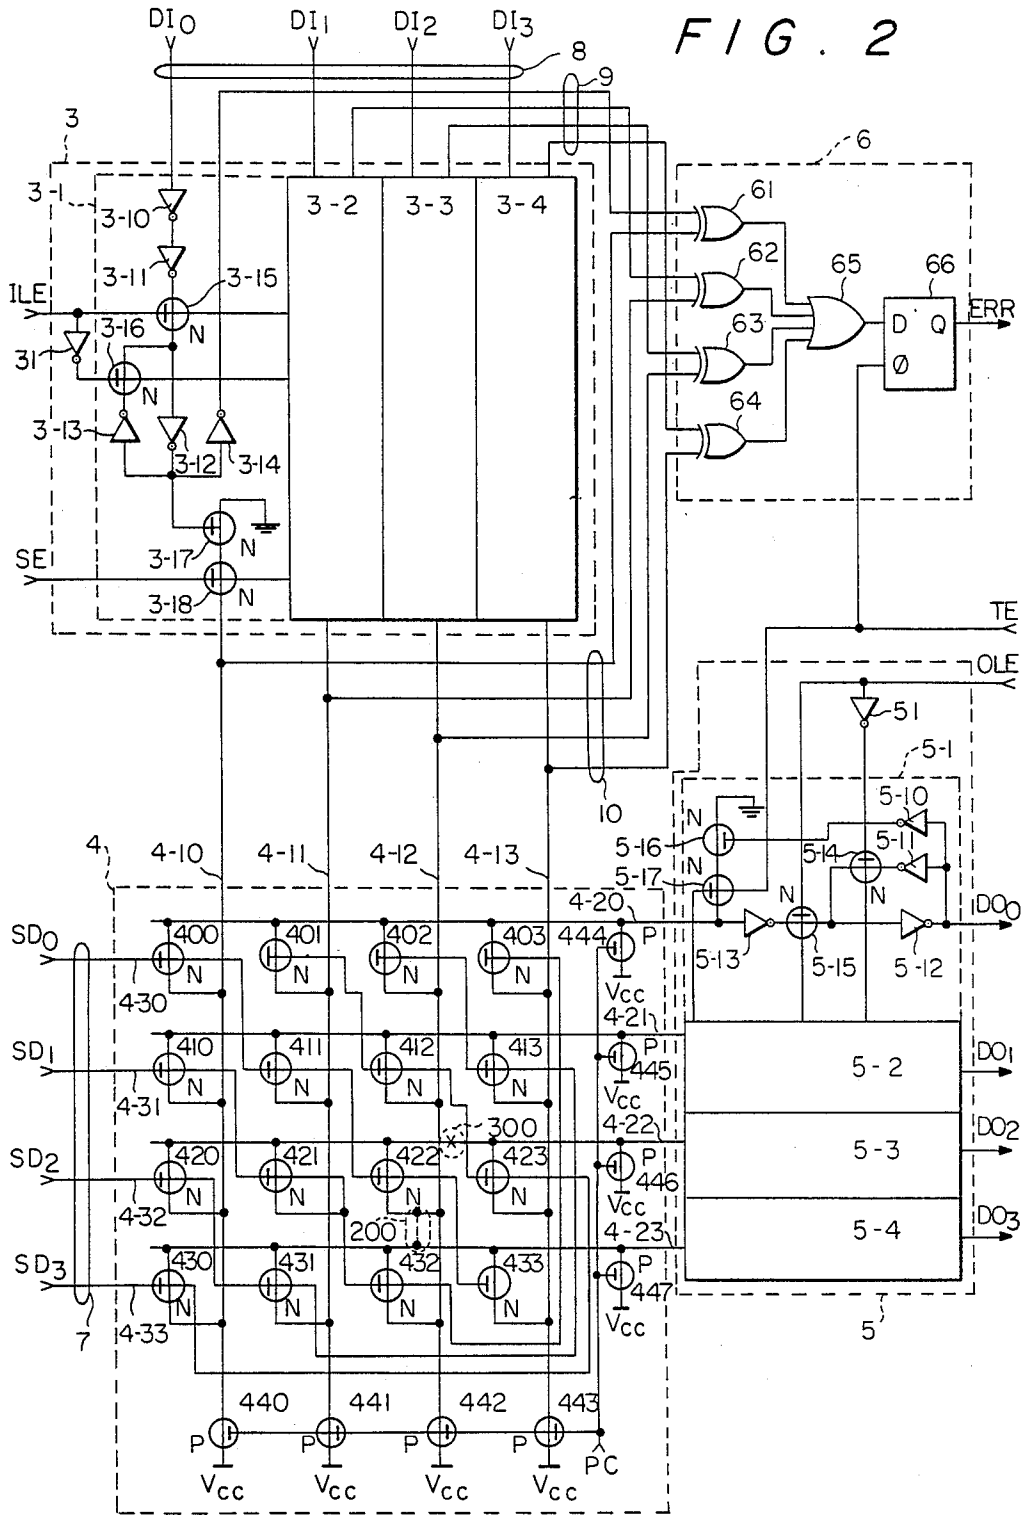 FIG. 2
DI0 DI1 DI2 DI3
8
9
3
6
3-1
3-10
3-2 3-3 3-4
61
3-11
62
65 66
ILE
3-15
N
D Q
ERR
3-16
63
31
N
Ø
3-13 3-12 3-14
64
3-17 N
SE
3-18 N
TE
OLE
51
5-1
10
5-10
N
5-16
5-11
5-14
4
4-10 4-11 4-12 4-13
N
5-17
N
N
4-20
DO0
SD0
400 401 402 403 444 P
5-13 5-15 5-12
N N N N
4-30
VCC
4-21
SD1
410 411 412 413 P
5-2
DO1
N N N N
445
4-31
VCC
300
4-22
DO2
SD2
420 421 422 423 P
5-3
N N N N
446
4-32
VCC
200
4-23
5-4
DO3
SD3
430 431 432 433 P
N N N N
447
VCC
7
4-33
5
440 441 442 443
P P P P
PC
VCC VCC VCC VCC